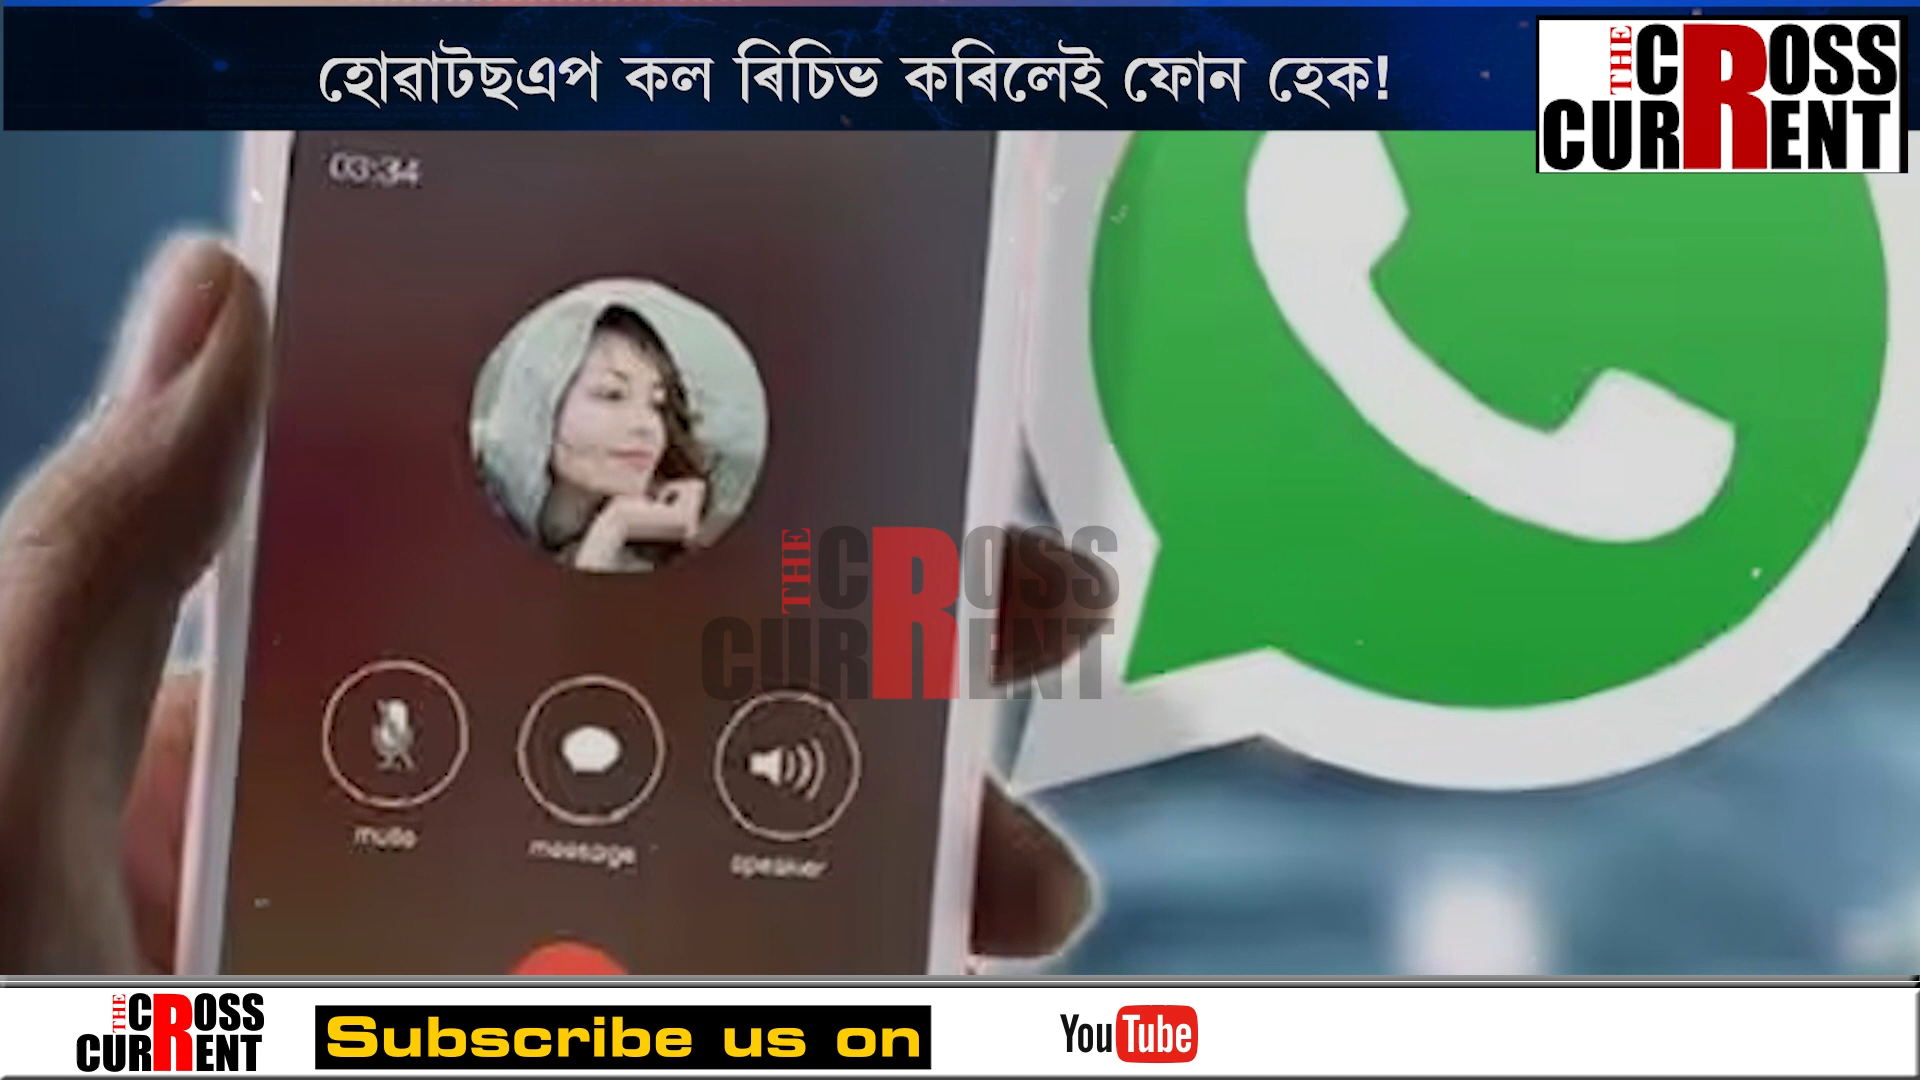 হোৱাটছএপ কল ৰিচিভ কৰিলেই ফোন হেক!
THE CROSS CURRENT
03:34
THE CROSS CURRENT
mute
message
speaker
THE CROSS CURRENT
Subscribe us on
YouTube